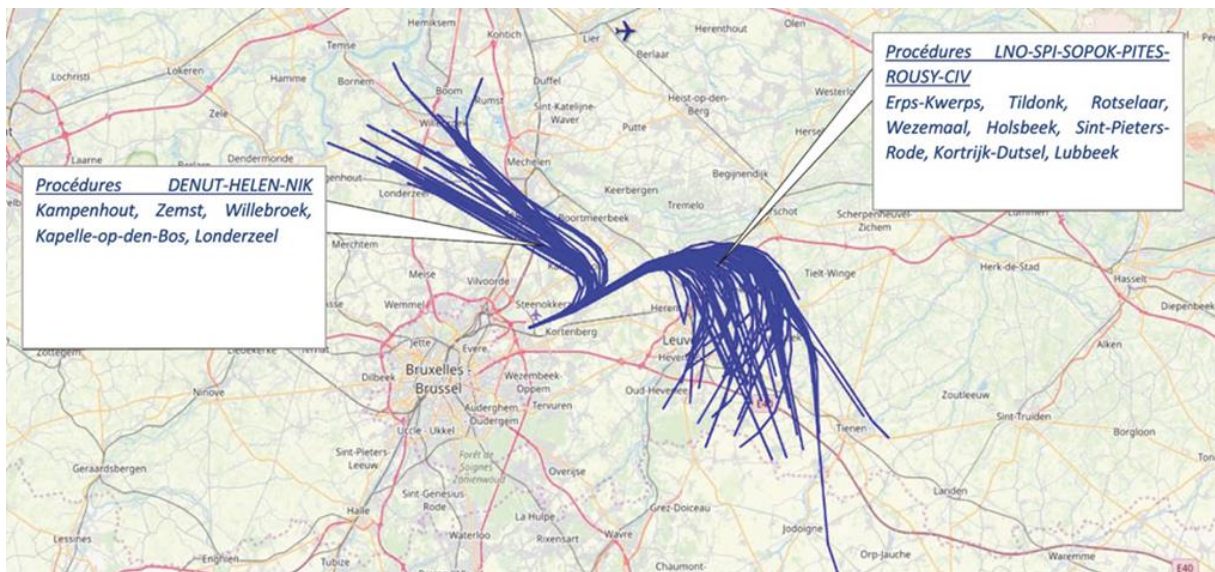 Hemiksem
Kontich
Lier
Herenthout
Olen
Temse
Berlaar
Lochristi
Lokeren
Hamme
Bornem
Boom
Rumst
Duffel
Zele
Sint-Katelijne-
Waver
Heist-op-den-
Berg
Putte
Laarne
Dendermonde
Mechelen
Londerzeel
Keerbergen
Tremelo
Begijnendijk
Boortmeerbeek
Scherpenheuvel-
Zichem
Procédures LNO-SPI-SOPOK-PITES-
ROUSY-CIV
Erps-Kwerps, Tildonk, Rotselaar,
Wezemaal, Holsbeek, Sint-Pieters-
Rode, Kortrijk-Dutsel, Lubbeek
Procédures DENUT-HELEN-NIK
Kampenhout, Zemst, Willebroek,
Kapelle-op-den-Bos, Londerzeel
Merchtem
Meise
Vilvoorde
Wemmel
Tielt-Winge
Herk-de-Stad
Hasselt
Diepenbeek
Kortenberg
Jette
Evere
Bruxelles -
Brussel
Dilbeek
Wezembeek-
Oppem
Tervuren
Alken
Ninove
Auderghem
Oudergem
Zoutleeuw
Uccle - Ukkel
E40
Tienen
Sint-Truiden
Borgloon
Sint-Pieters-
Leeuw
Forêt de
Soignes
Zoniënwoud
Overijse
Geraardsbergen
Sint-Genesius
Rode
Halle
La Hulpe
Grez-Doiceau
Landen
Lessines
Enghien
Tubize
Waterloo
Rixensart
Wavre
Jodoigne
Orp-Jauche
Waremme
Chaumont-
E40